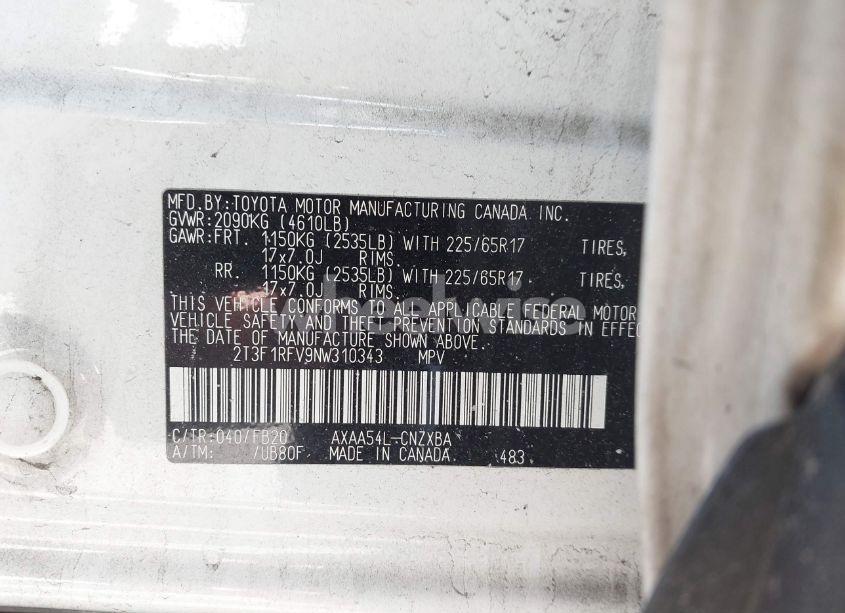 MFD.BY:TOYOTA MOTOR MANUFACTURING CANADA INC.
GVWR:2090KG (4610LB)
GAWR:FRT. 1150KG (2535LB) WITH 225/65R17 TIRES,
17x7.0J RIMS.
RR. 1150KG (2535LB) WITH 225/65R17 TIRES,
17x7.0J RIMS.
THIS VEHICLE CONFORMS TO ALL APPLICABLE FEDERAL MOTOR
VEHICLE SAFETY AND THEFT PREVENTION STANDARDS IN EFFEC
THE DATE OF MANUFACTURE SHOWN ABOVE.
2T3F1RFV9NW310343 MPV
C/TR:040/FB20 AXAA54L-CNZXBA
A/TM: /UB80F MADE IN CANADA 483
wheelwise